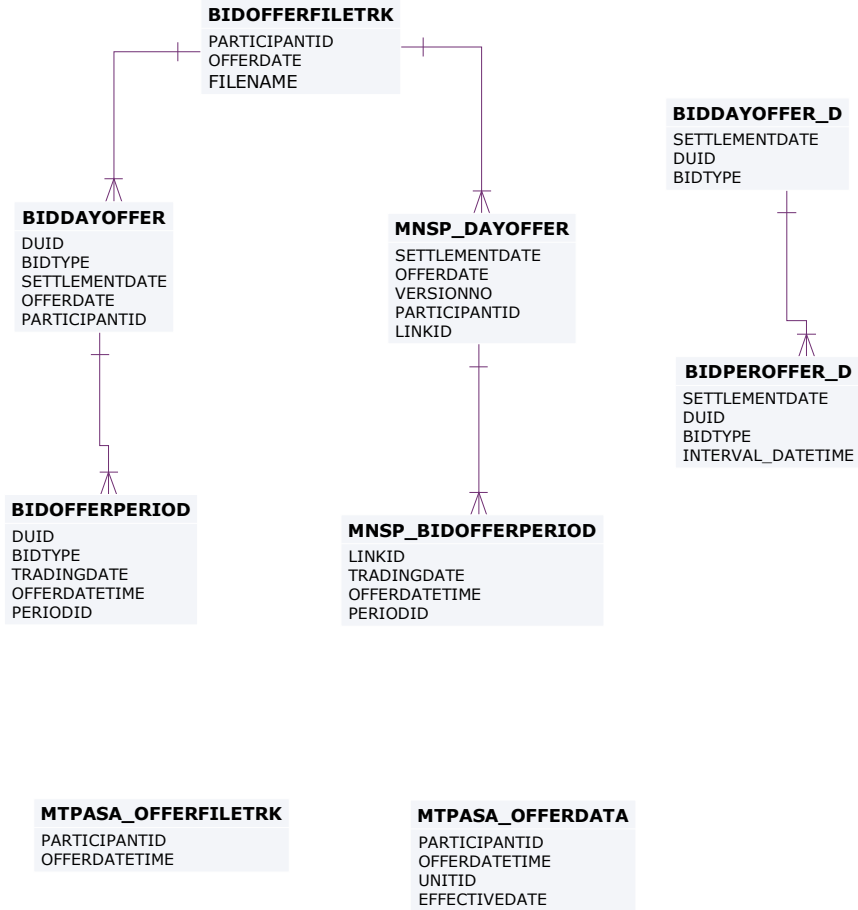 BIDOFFERFILETRK
PARTICIPANTID
OFFERDATE
FILENAME
BIDDAYOFFER_D
SETTLEMENTDATE
DUID
BIDTYPE
BIDDAYOFFER
DUID
BIDTYPE
SETTLEMENTDATE
OFFERDATE
PARTICIPANTID
MNSP_DAYOFFER
SETTLEMENTDATE
OFFERDATE
VERSIONNO
PARTICIPANTID
LINKID
BIDPEROFFER_D
SETTLEMENTDATE
DUID
BIDTYPE
INTERVAL_DATETIME
BIDOFFERPERIOD
DUID
BIDTYPE
TRADINGDATE
OFFERDATETIME
PERIODID
MNSP_BIDOFFERPERIOD
LINKID
TRADINGDATE
OFFERDATETIME
PERIODID
MTPASA_OFFERFILETRK
PARTICIPANTID
OFFERDATETIME
MTPASA_OFFERDATA
PARTICIPANTID
OFFERDATETIME
UNITID
EFFECTIVEDATE